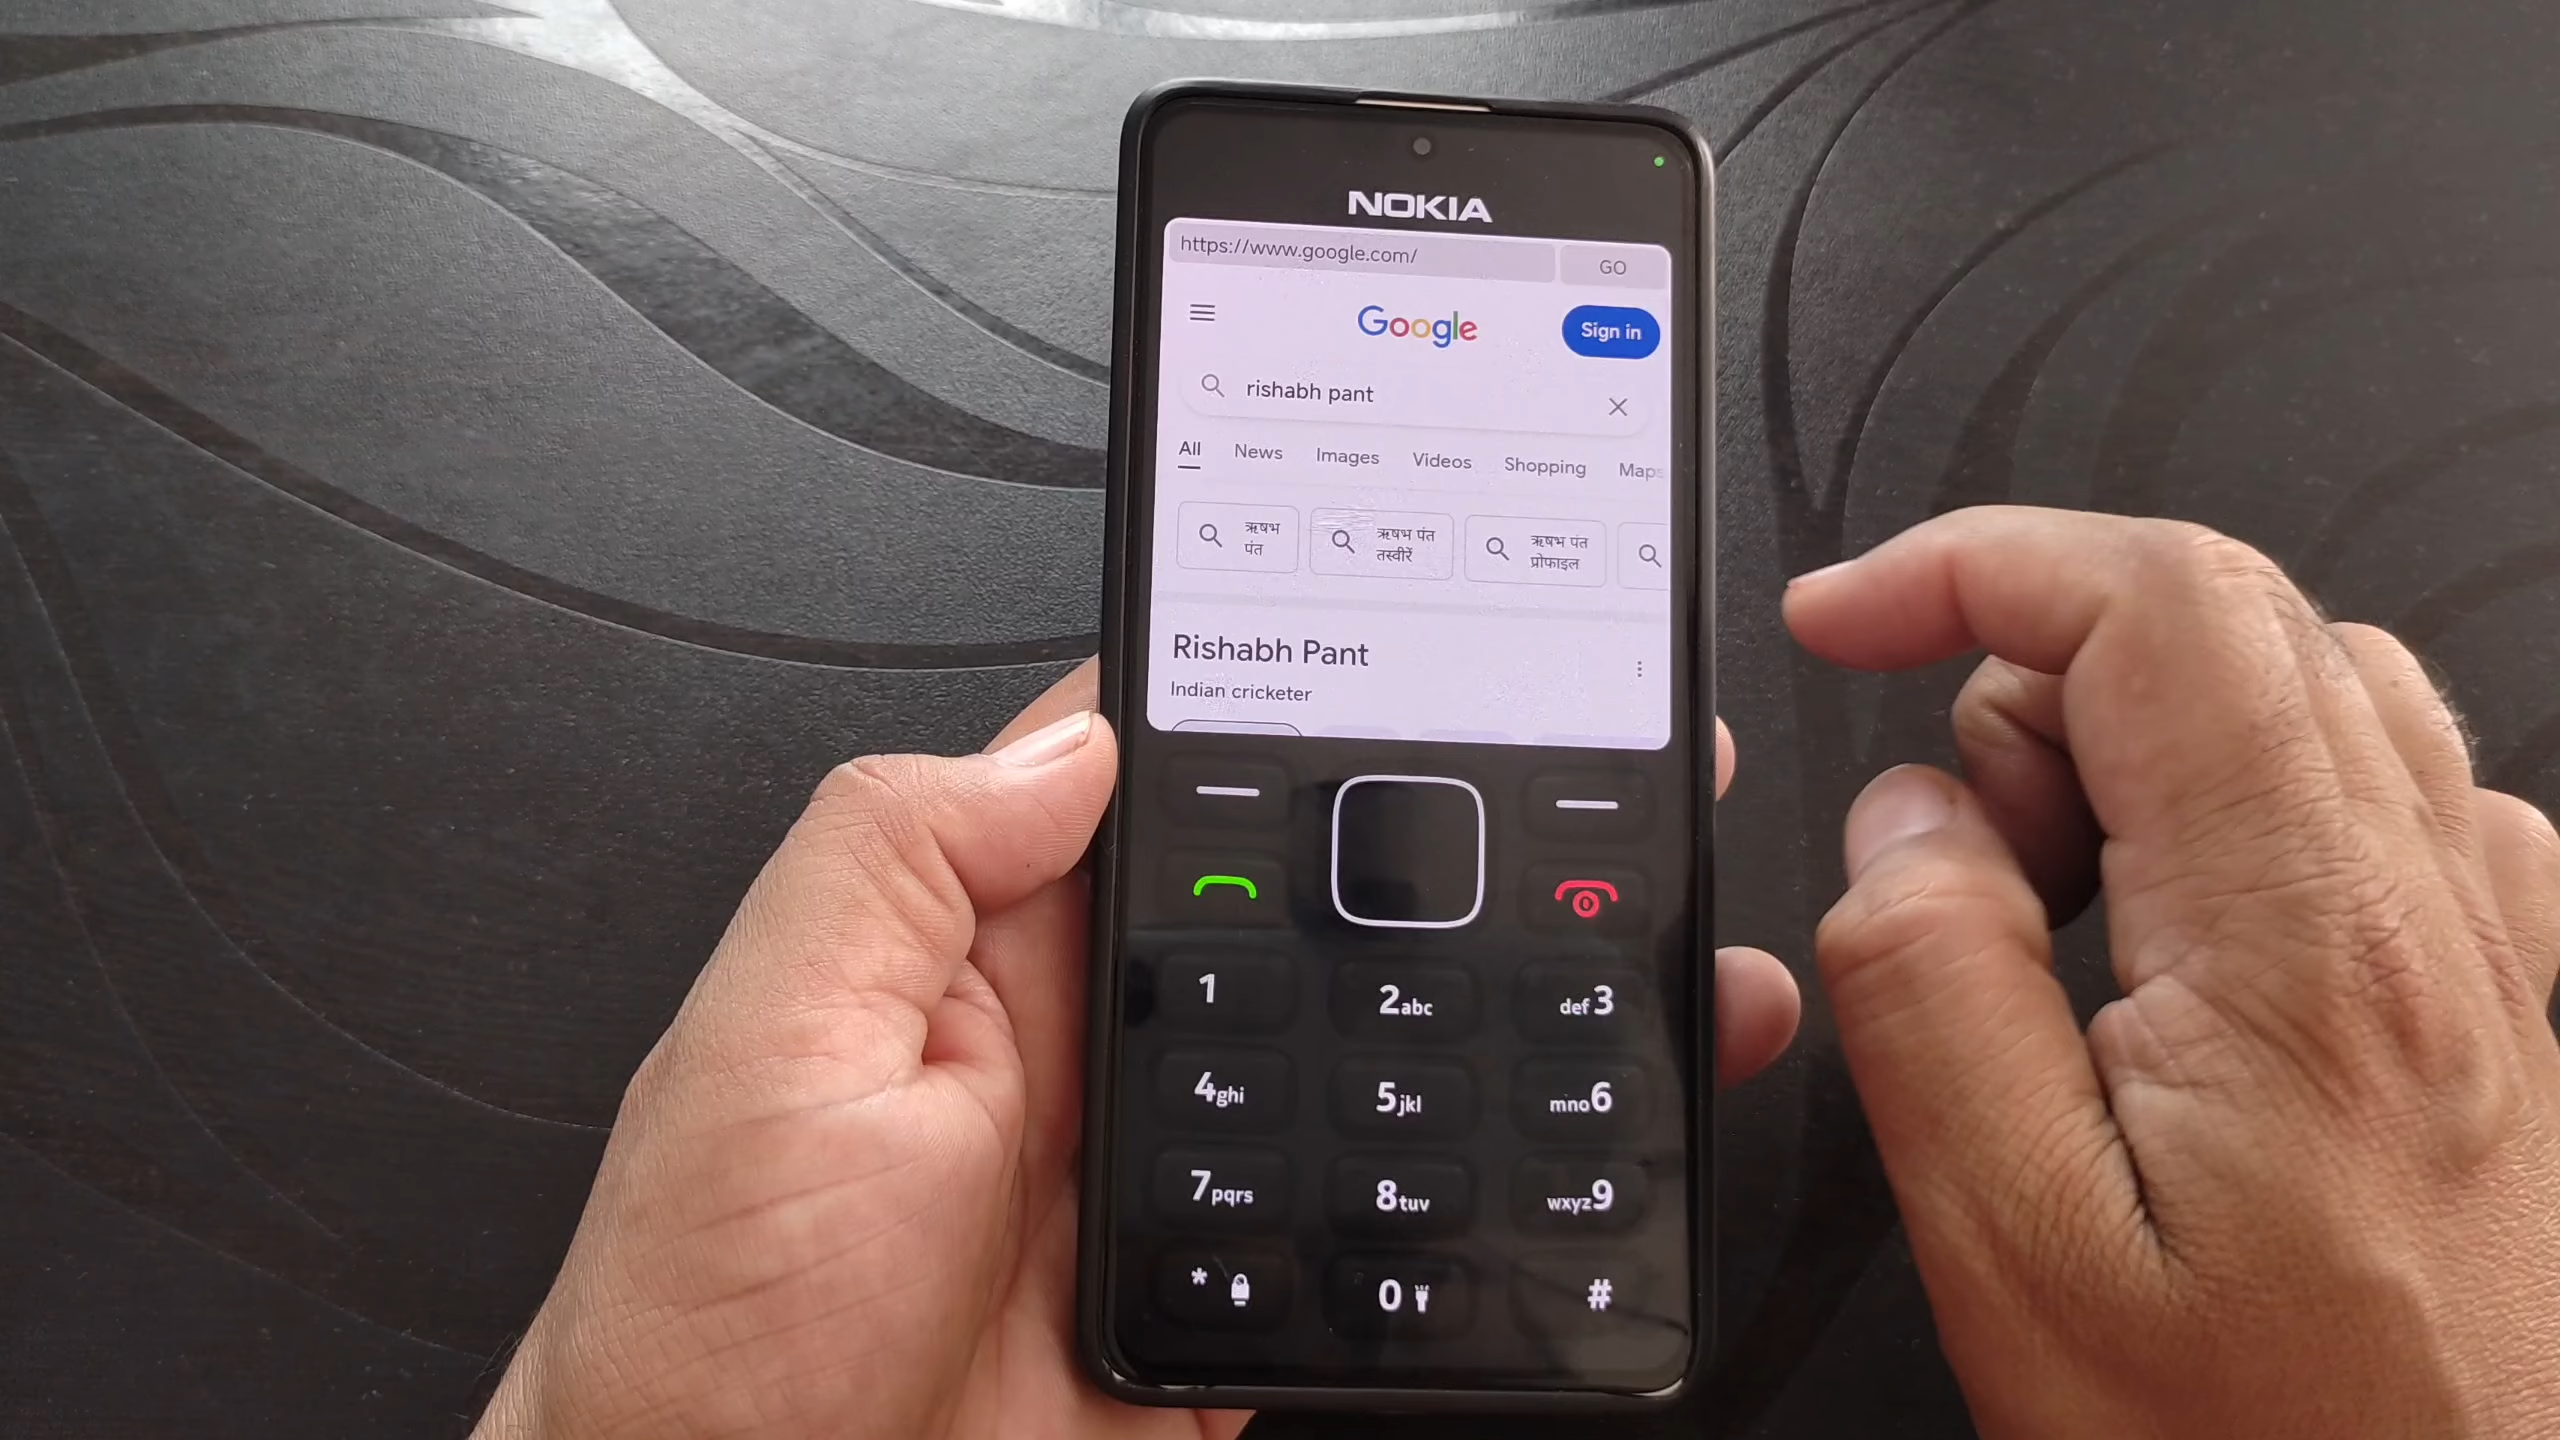 NOKIA
https://www.google.com/ GO
Google Sign in
rishabh pant
All News Images Videos Shopping Maps
ऋषभ पंत
ऋषभ पंत तस्वीरें
ऋषभ पंत प्रोफाइल
Rishabh Pant
Indian cricketer
1 2abc def3
4ghi 5jkl mno6
7pqrs 8tuv wxyz9
* 0 #